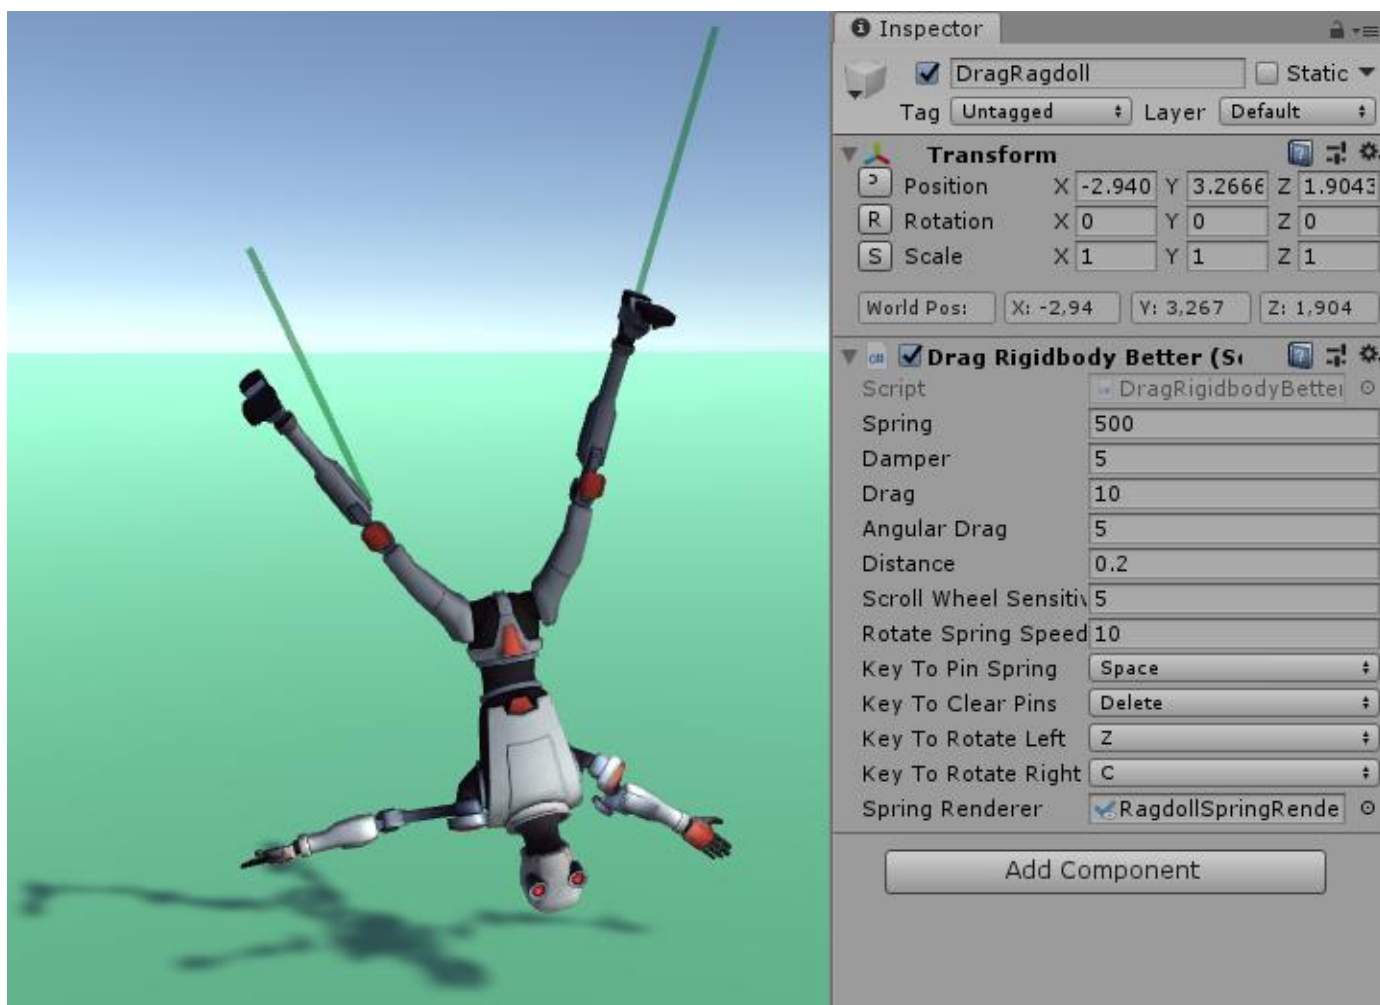 Inspector
DragRagdoll Static
Tag Untagged Layer Default
Transform
Position X -2.940 Y 3.2666 Z 1.9043
R Rotation X 0 Y 0 Z 0
S Scale X 1 Y 1 Z 1
World Pos: X: -2,94 Y: 3,267 Z: 1,904
c# Drag Rigidbody Better (S
Script DragRigidbodyBetter
Spring 500
Damper 5
Drag 10
Angular Drag 5
Distance 0.2
Scroll Wheel Sensitiv 5
Rotate Spring Speed 10
Key To Pin Spring Space
Key To Clear Pins Delete
Key To Rotate Left Z
Key To Rotate Right C
Spring Renderer RagdollSpringRende
Add Component